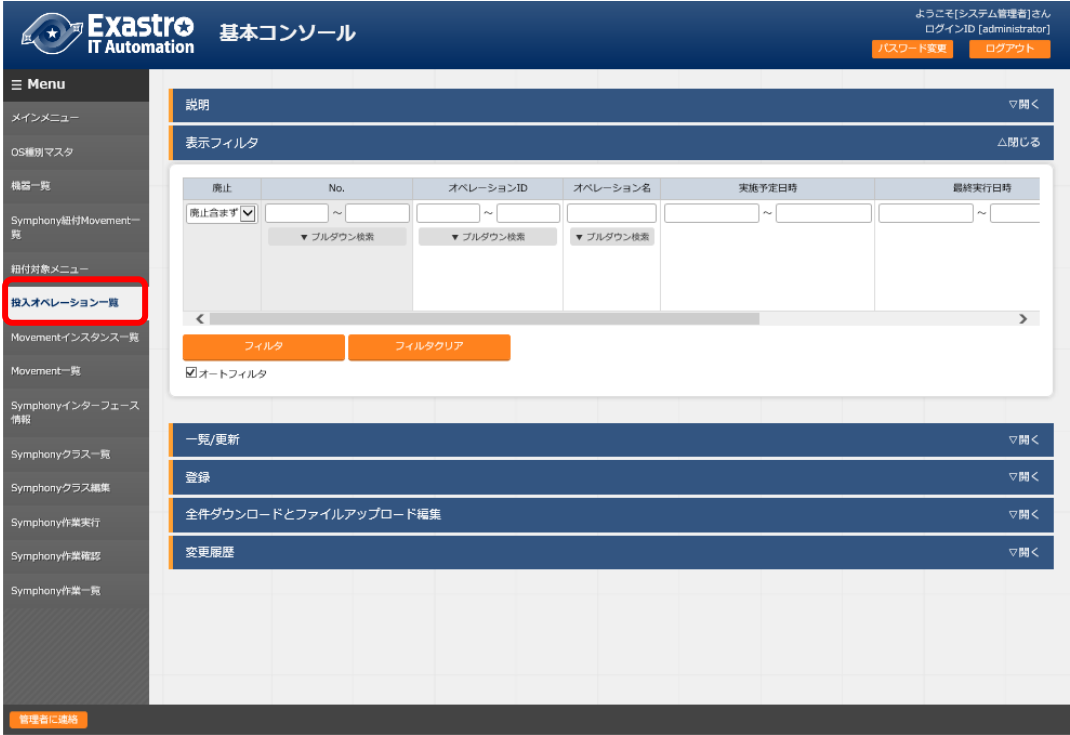 Exastro
IT Automation
基本コンソール
ようこそ[システム管理者]さん
ログインID [administrator]
パスワード変更
ログアウト
☰ Menu
メインメニュー
OS種別マスタ
機器一覧
Symphony紐付Movement一
覧
紐付対象メニュー
投入オペレーション一覧
Movementインスタンス一覧
Movement一覧
Symphonyインターフェース
情報
Symphonyクラス一覧
Symphonyクラス編集
Symphony作業実行
Symphony作業確認
Symphony作業一覧
説明 ▽開く
表示フィルタ △閉じる
廃止 No. オペレーションID オペレーション名 実施予定日時 最終実行日時
廃止含まず ～ ～ ～ ～
▼ プルダウン検索 ▼ プルダウン検索 ▼ プルダウン検索
フィルタ フィルタクリア
オートフィルタ
一覧/更新 ▽開く
登録 ▽開く
全件ダウンロードとファイルアップロード編集 ▽開く
変更履歴 ▽開く
管理者に連絡